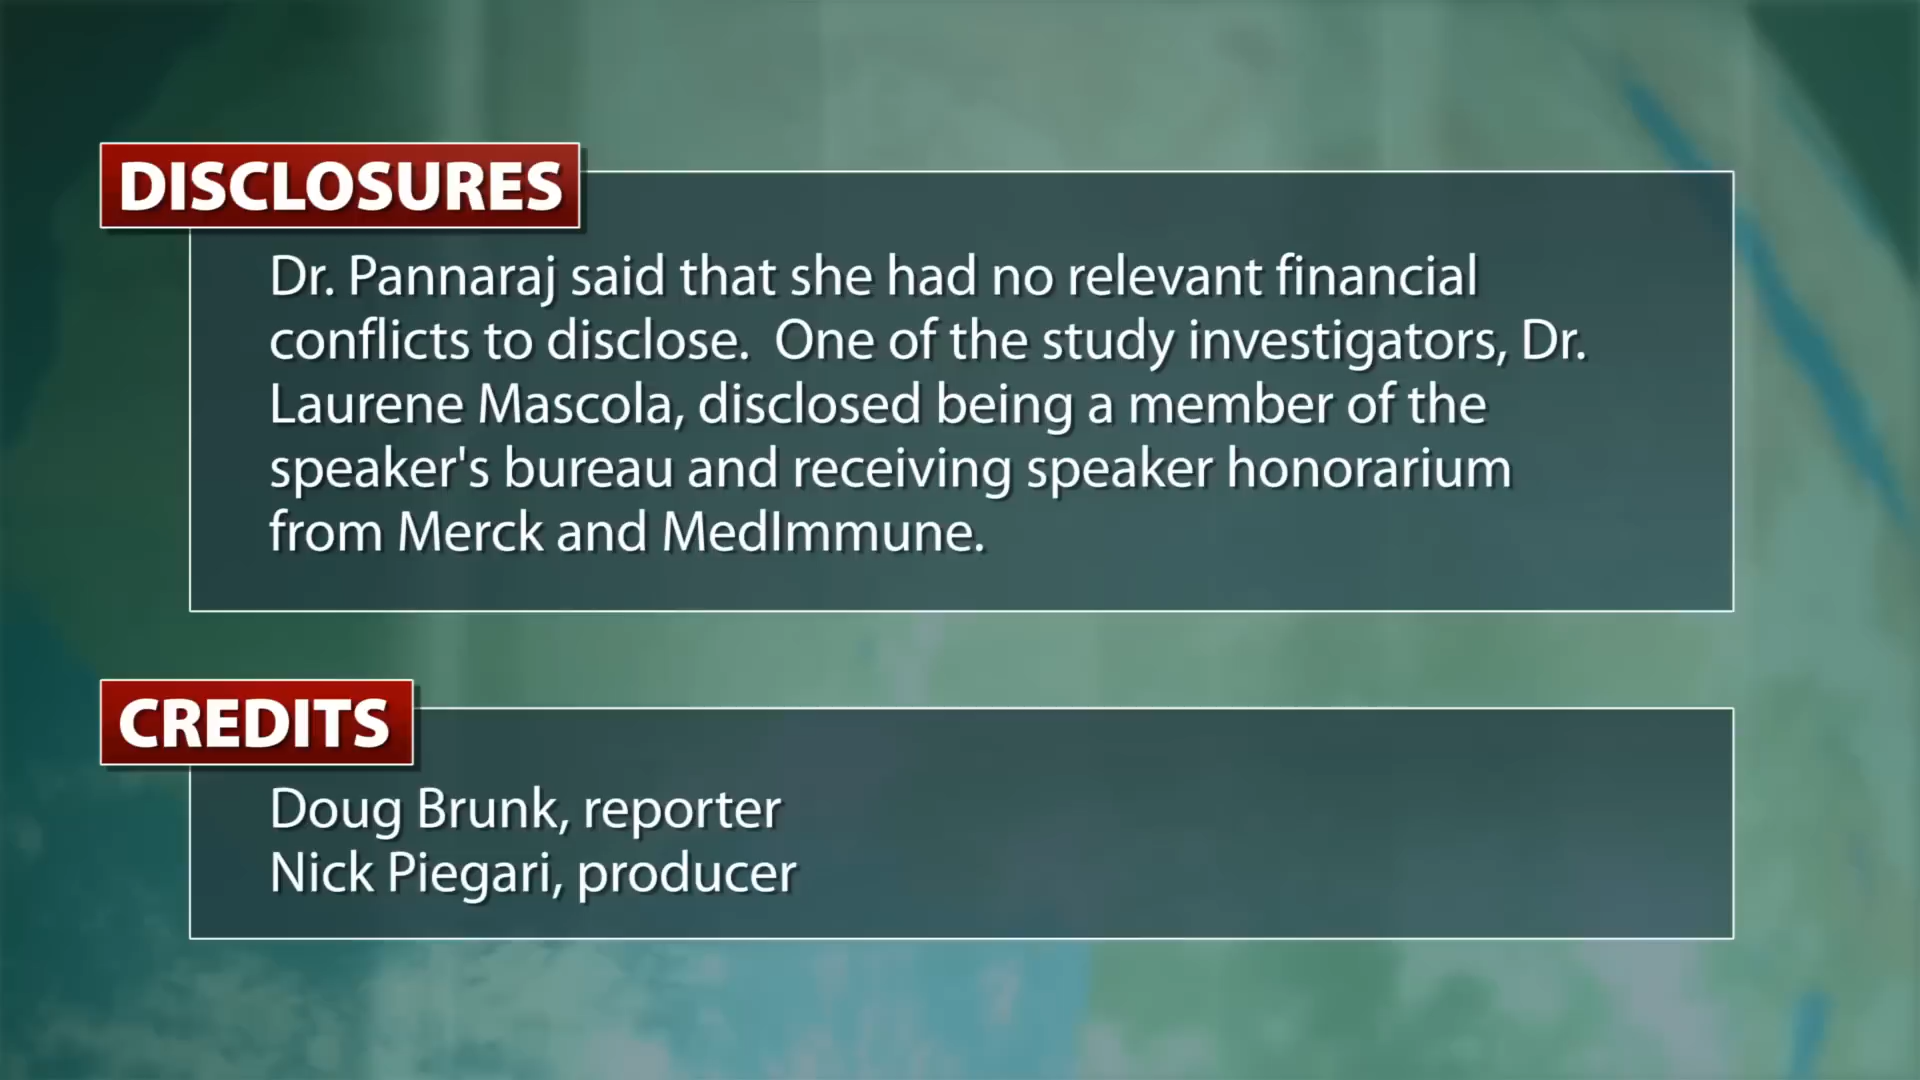 DISCLOSURES
Dr. Pannaraj said that she had no relevant financial
conflicts to disclose.  One of the study investigators, Dr.
Laurene Mascola, disclosed being a member of the
speaker's bureau and receiving speaker honorarium
from Merck and MedImmune.
CREDITS
Doug Brunk, reporter
Nick Piegari, producer